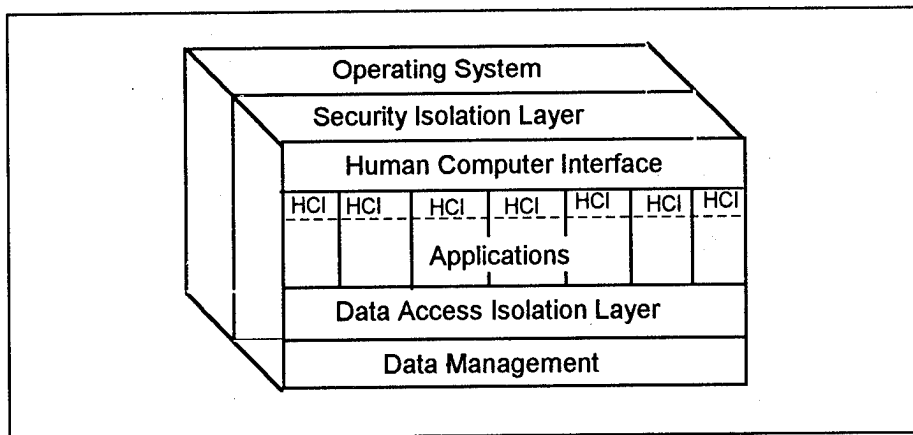 Operating System
Security Isolation Layer
Human Computer Interface
HCI HCI HCI HCI HCI HCI HCI
Applications
Data Access Isolation Layer
Data Management